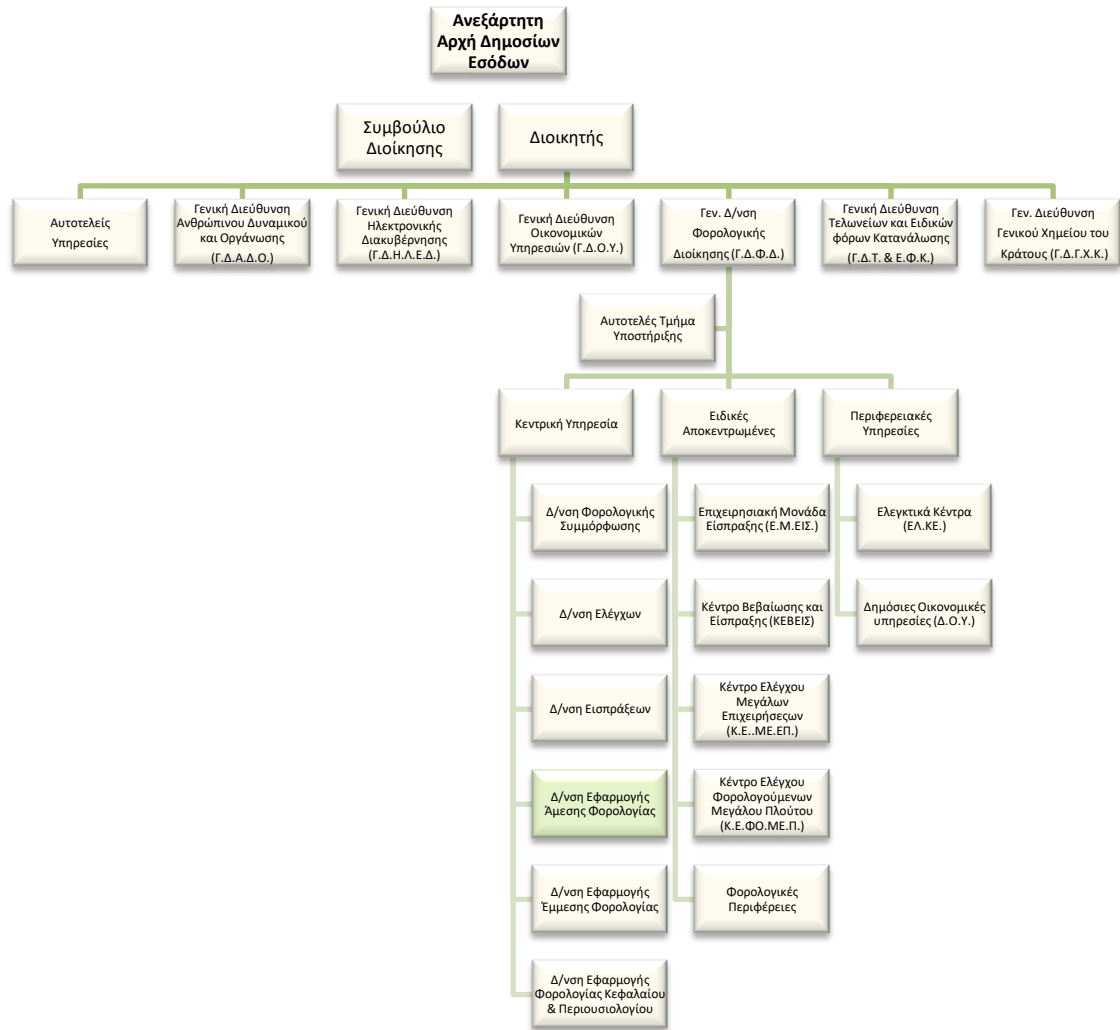 Ανεξάρτητη
Αρχή Δημοσίων
Εσόδων
Συμβούλιο
Διοίκησης
Διοικητής
Αυτοτελείς
Υπηρεσίες
Γενική Διεύθυνση
Ανθρώπινου Δυναμικού
και Οργάνωσης
(Γ.Δ.Α.Δ.Ο.)
Γενική Διεύθυνση
Ηλεκτρονικής
Διακυβέρνησης
(Γ.Δ.Η.Λ.Ε.Δ.)
Γενική Διεύθυνση
Οικονομικών
Υπηρεσιών (Γ.Δ.Ο.Υ.)
Γεν. Δ/νση
Φορολογικής
Διοίκησης (Γ.Δ.Φ.Δ.)
Γενική Διεύθυνση
Τελωνείων και Ειδικών
φόρων Κατανάλωσης
(Γ.Δ.Τ. & Ε.Φ.Κ.)
Γεν. Διεύθυνση
Γενικού Χημείου του
Κράτους (Γ.Δ.Γ.Χ.Κ.)
Αυτοτελές Τμήμα
Υποστήριξης
Κεντρική Υπηρεσία
Ειδικές
Αποκεντρωμένες
Περιφερειακές
Υπηρεσίες
Δ/νση Φορολογικής
Συμμόρφωσης
Δ/νση Ελέγχων
Δ/νση Εισπράξεων
Δ/νση Εφαρμογής
Άμεσης Φορολογίας
Δ/νση Εφαρμογής
Έμμεσης Φορολογίας
Δ/νση Εφαρμογής
Φορολογίας Κεφαλαίου
& Περιουσιολογίου
Επιχειρησιακή Μονάδα
Είσπραξης (Ε.Μ.ΕΙΣ.)
Κέντρο Βεβαίωσης και
Είσπραξης (ΚΕΒΕΙΣ)
Κέντρο Ελέγχου
Μεγάλων
Επιχειρήσεςων
(Κ.Ε..ΜΕ.ΕΠ.)
Κέντρο Ελέγχου
Φορολογούμενων
Μεγάλου Πλούτου
(Κ.Ε.ΦΟ.ΜΕ.Π.)
Φορολογικές
Περιφέρειες
Ελεγκτικά Κέντρα
(ΕΛ.ΚΕ.)
Δημόσιες Οικονομικές
υπηρεσίες (Δ.Ο.Υ.)